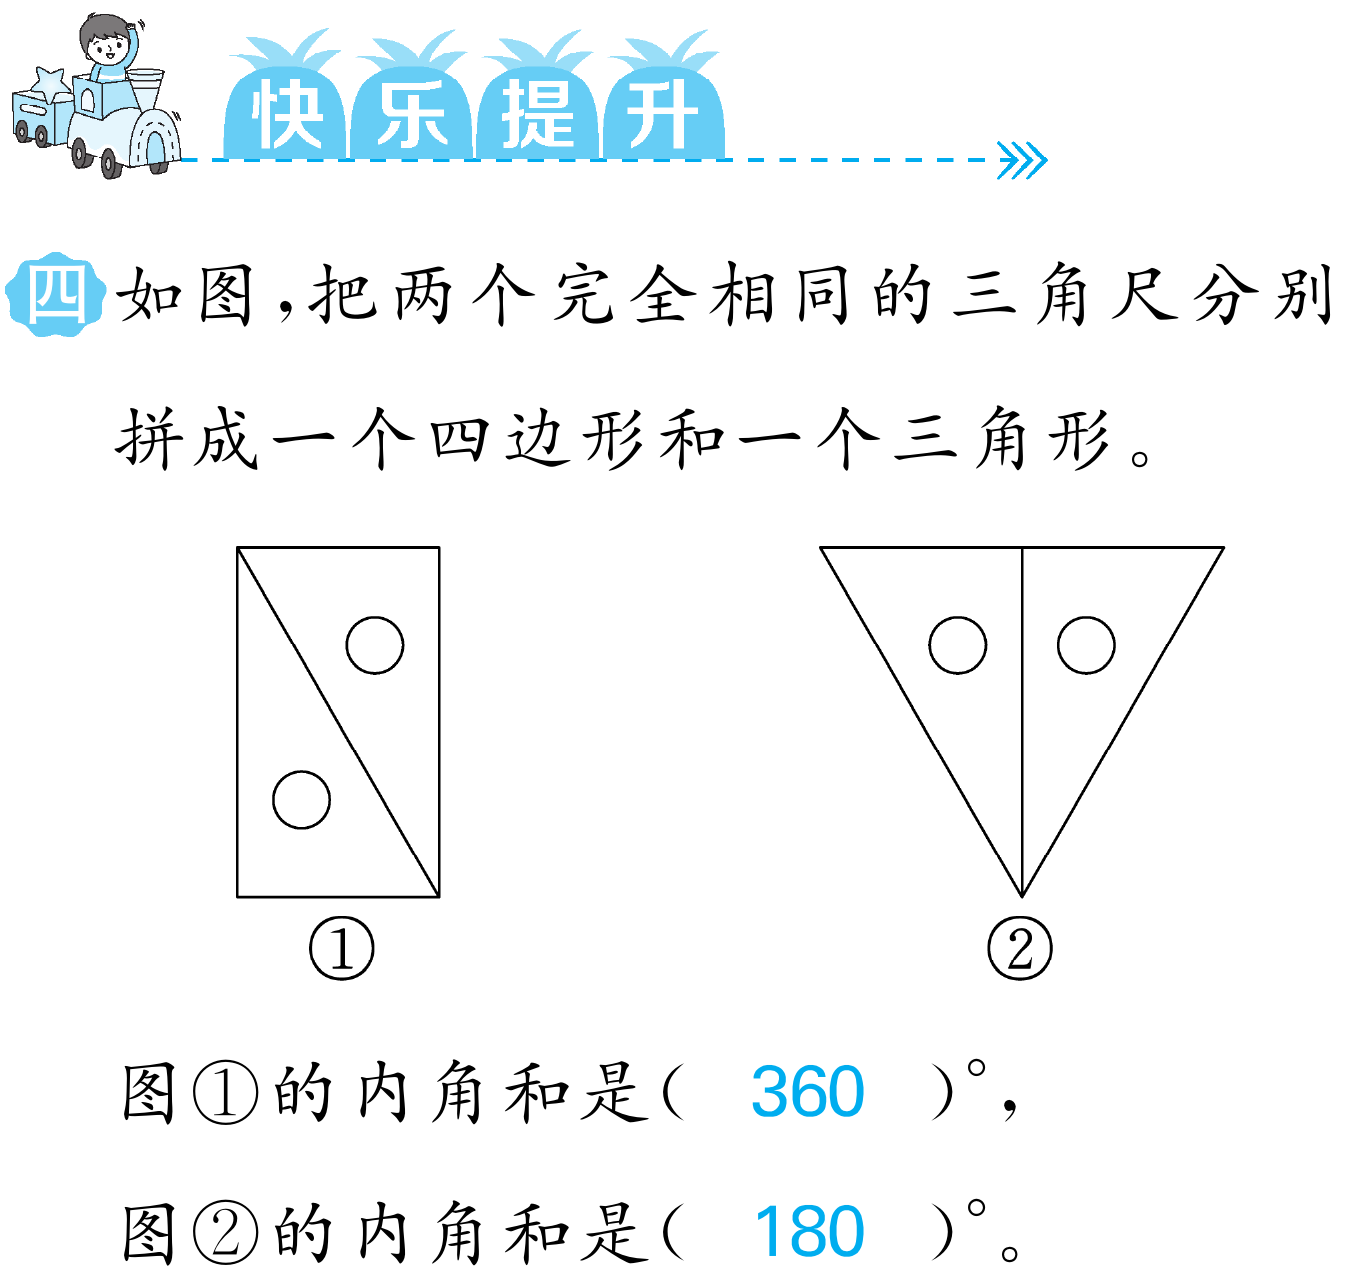 快乐提升
四 如图,把两个完全相同的三角尺分别
拼成一个四边形和一个三角形。
① ②
图①的内角和是( 360 )°,
图②的内角和是( 180 )°。